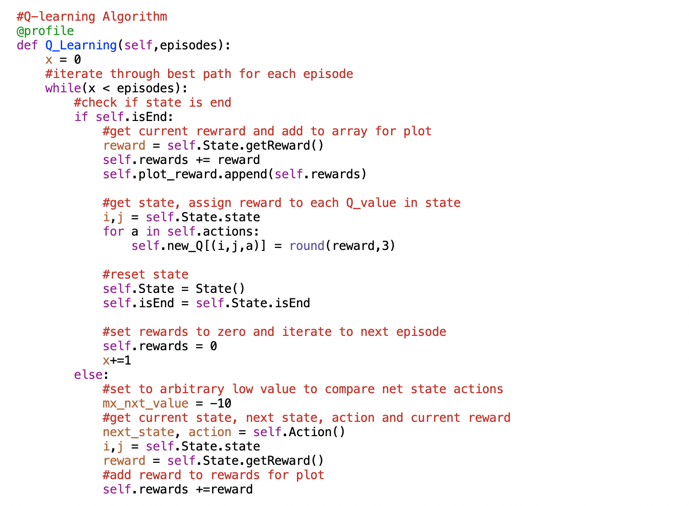 #Q-learning Algorithm
@profile
def Q_Learning(self,episodes):
    x = 0
    #iterate through best path for each episode
    while(x < episodes):
        #check if state is end
        if self.isEnd:
            #get current rewrard and add to array for plot
            reward = self.State.getReward()
            self.rewards += reward
            self.plot_reward.append(self.rewards)

            #get state, assign reward to each Q_value in state
            i,j = self.State.state
            for a in self.actions:
                self.new_Q[(i,j,a)] = round(reward,3)

            #reset state
            self.State = State()
            self.isEnd = self.State.isEnd

            #set rewards to zero and iterate to next episode
            self.rewards = 0
            x+=1
        else:
            #set to arbitrary low value to compare net state actions
            mx_nxt_value = -10
            #get current state, next state, action and current reward
            next_state, action = self.Action()
            i,j = self.State.state
            reward = self.State.getReward()
            #add reward to rewards for plot
            self.rewards +=reward